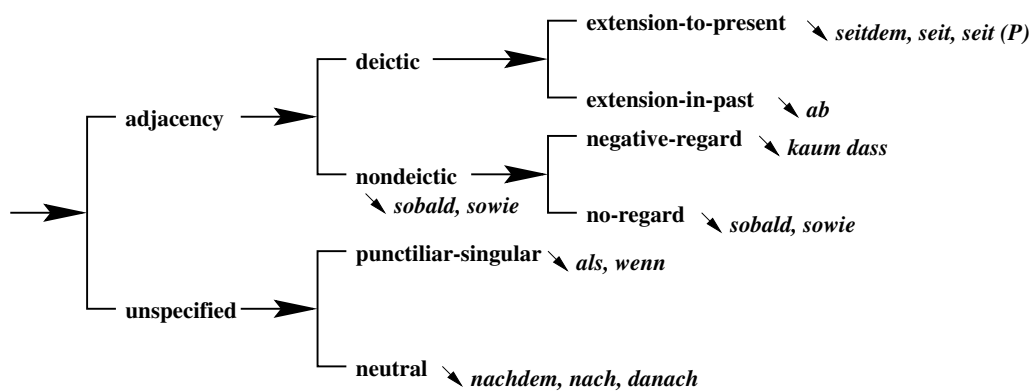 extension-to-present
seitdem, seit, seit (P)
deictic
extension-in-past
ab
adjacency
negative-regard
kaum dass
nondeictic
sobald, sowie
no-regard
sobald, sowie
punctiliar-singular
als, wenn
unspecified
neutral
nachdem, nach, danach